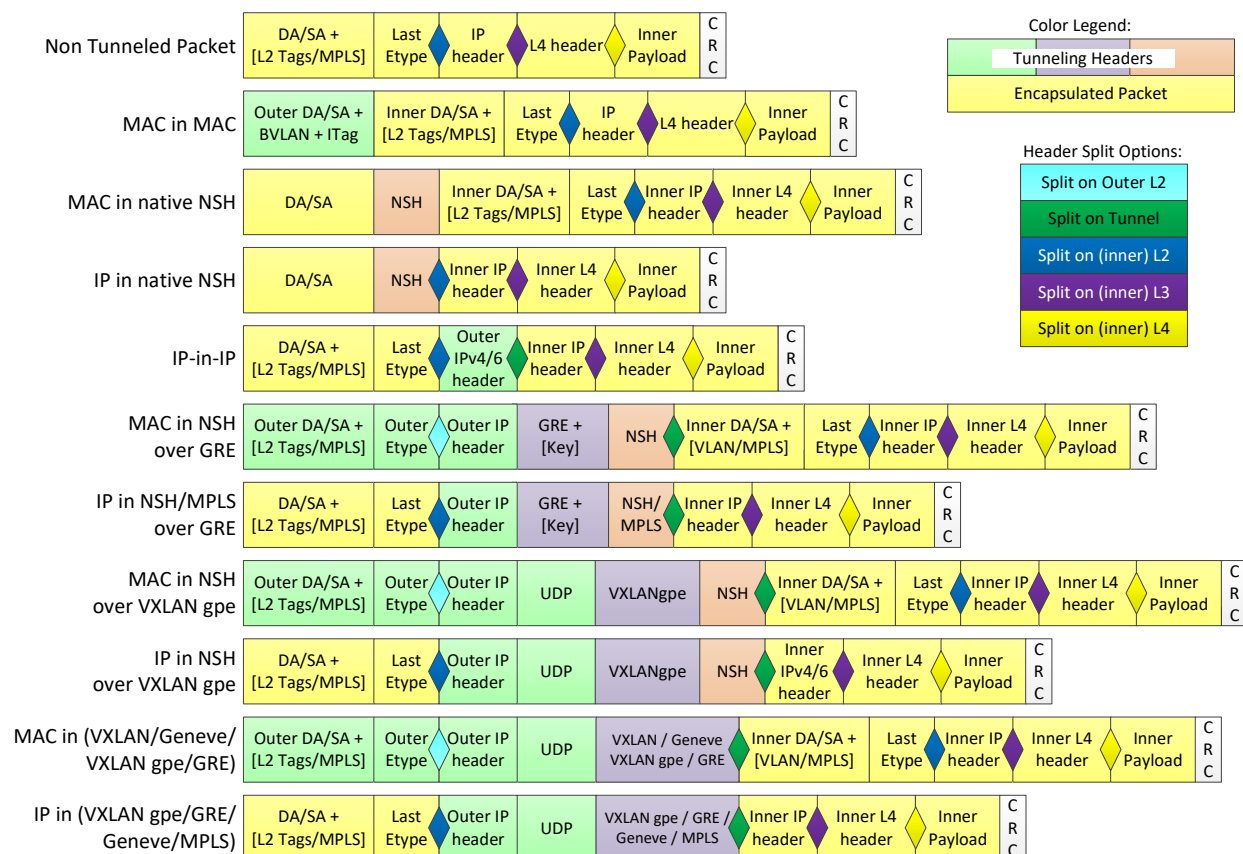 Non Tunneled Packet
DA/SA +
[L2 Tags/MPLS]
Last
Etype
IP
header
L4 header
Inner
Payload
C
R
C
Color Legend:
Tunneling Headers
Encapsulated Packet
MAC in MAC
Outer DA/SA +
BVLAN + ITag
Inner DA/SA +
[L2 Tags/MPLS]
Last
Etype
IP
header
L4 header
Inner
Payload
C
R
C
Header Split Options:
Split on Outer L2
Split on Tunnel
Split on (inner) L2
Split on (inner) L3
Split on (inner) L4
MAC in native NSH
DA/SA
NSH
Inner DA/SA +
[L2 Tags/MPLS]
Last
Etype
Inner IP
header
Inner L4
header
Inner
Payload
C
R
C
IP in native NSH
DA/SA
NSH
Inner IP
header
Inner L4
header
Inner
Payload
C
R
C
IP-in-IP
DA/SA +
[L2 Tags/MPLS]
Last
Etype
Outer
IPv4/6
header
Inner IP
header
Inner L4
header
Inner
Payload
C
R
C
MAC in NSH
over GRE
Outer DA/SA +
[L2 Tags/MPLS]
Outer
Etype
Outer IP
header
GRE +
[Key]
NSH
Inner DA/SA +
[VLAN/MPLS]
Last
Etype
Inner IP
header
Inner L4
header
Inner
Payload
C
R
C
IP in NSH/MPLS
over GRE
DA/SA +
[L2 Tags/MPLS]
Last
Etype
Outer IP
header
GRE +
[Key]
NSH/
MPLS
Inner IP
header
Inner L4
header
Inner
Payload
C
R
C
MAC in NSH
over VXLAN gpe
Outer DA/SA +
[L2 Tags/MPLS]
Outer
Etype
Outer IP
header
UDP
VXLANgpe
NSH
Inner DA/SA +
[VLAN/MPLS]
Last
Etype
Inner IP
header
Inner L4
header
Inner
Payload
C
R
C
IP in NSH
over VXLAN gpe
DA/SA +
[L2 Tags/MPLS]
Last
Etype
Outer IP
header
UDP
VXLANgpe
NSH
Inner
IPv4/6
header
Inner L4
header
Inner
Payload
C
R
C
MAC in (VXLAN/Geneve/
VXLAN gpe/GRE)
Outer DA/SA +
[L2 Tags/MPLS]
Outer
Etype
Outer IP
header
UDP
VXLAN / Geneve
VXLAN gpe / GRE
Inner DA/SA +
[VLAN/MPLS]
Last
Etype
Inner IP
header
Inner L4
header
Inner
Payload
C
R
C
IP in (VXLAN gpe/GRE/
Geneve/MPLS)
DA/SA +
[L2 Tags/MPLS]
Last
Etype
Outer IP
header
UDP
VXLAN gpe / GRE /
Geneve / MPLS
Inner IP
header
Inner L4
header
Inner
Payload
C
R
C